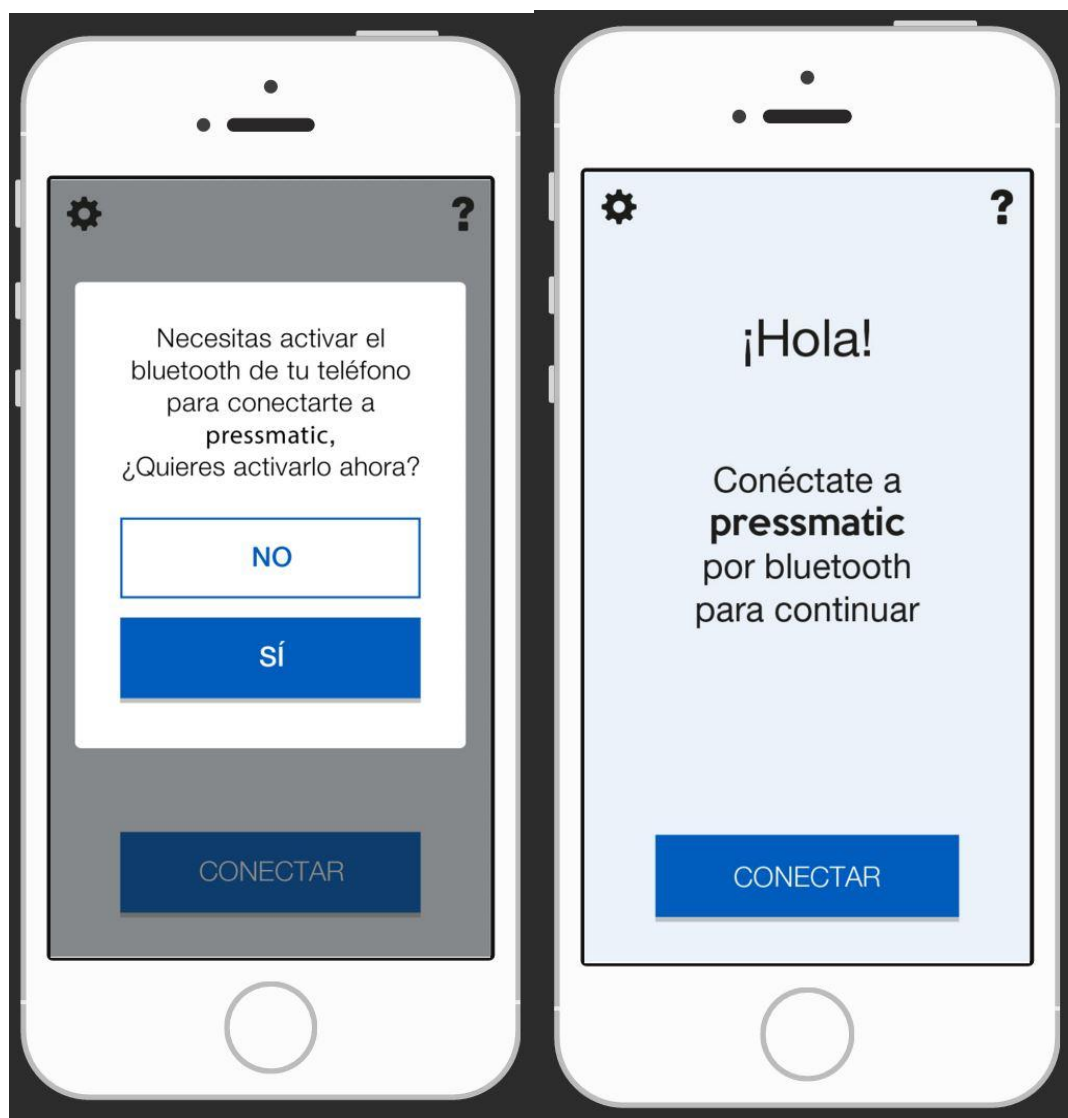 ?
Necesitas activar el
bluetooth de tu teléfono
para conectarte a
pressmatic,
¿Quieres activarlo ahora?
NO
SÍ
CONECTAR
?
¡Hola!
Conéctate a
pressmatic
por bluetooth
para continuar
CONECTAR